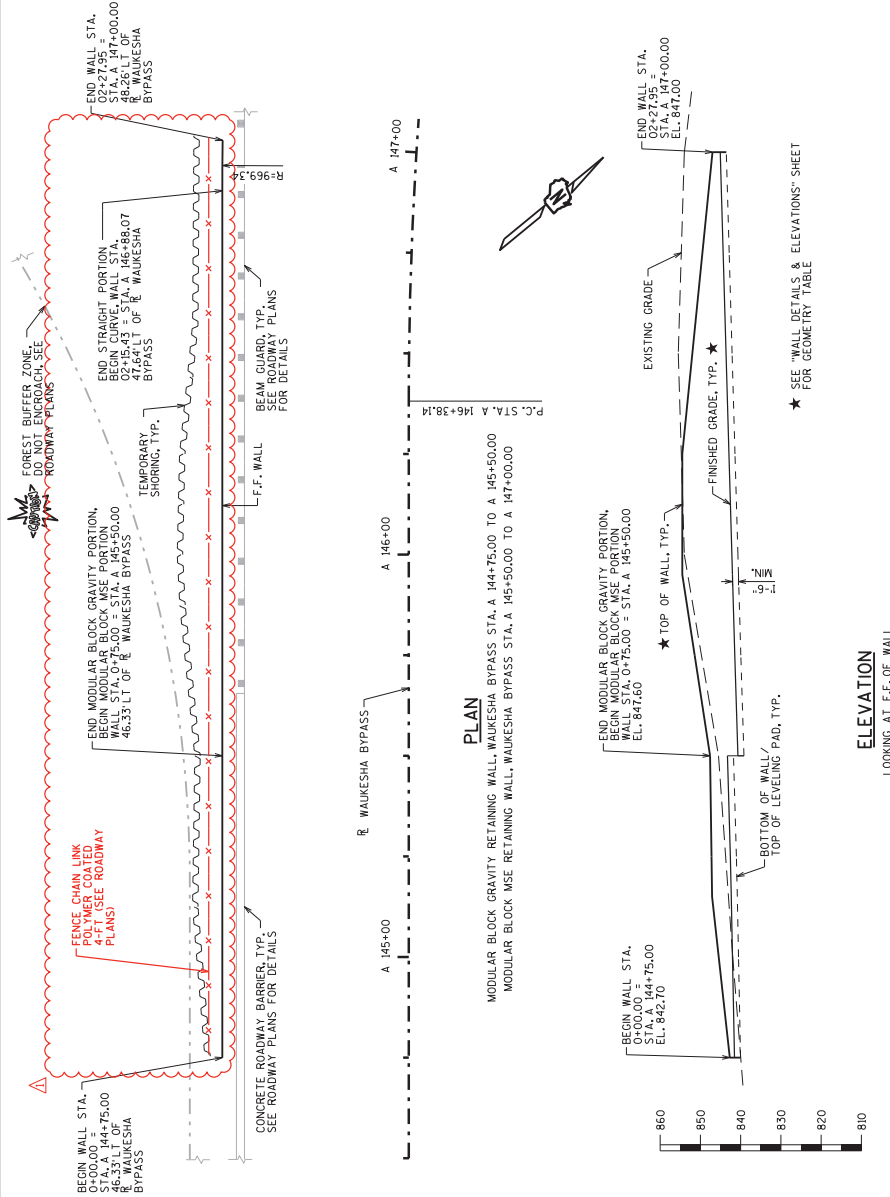 BEGIN WALL STA.
0+00.00 =
STA. A 144+75.00
46.33' LT OF
R WAUKESHA
BYPASS
1
FENCE CHAIN LINK
POLYMER COATED
4-FT (SEE ROADWAY
PLANS)
CONCRETE ROADWAY BARRIER, TYP.
SEE ROADWAY PLANS FOR DETAILS
END MODULAR BLOCK GRAVITY PORTION,
BEGIN MODULAR BLOCK MSE PORTION
WALL STA. 0+75.00 = STA. A 145+50.00
46.33' LT OF R WAUKESHA BYPASS
<CAUTION>
FOREST BUFFER ZONE.
DO NOT ENCROACH, SEE
ROADWAY PLANS
TEMPORARY
SHORING, TYP.
F.F. WALL
END STRAIGHT PORTION
BEGIN CURVE, WALL STA.
02+15.43 = STA. A 146+88.07
47.64' LT OF R WAUKESHA
BYPASS
BEAM GUARD, TYP.
SEE ROADWAY PLANS
FOR DETAILS
R=969.34
END WALL STA.
02+27.95 =
STA. A 147+00.00
48.26' LT OF
R WAUKESHA
BYPASS
A 145+00
R WAUKESHA BYPASS
A 146+00
P.C. STA. A 146+38.14
A 147+00
N
PLAN
MODULAR BLOCK GRAVITY RETAINING WALL, WAUKESHA BYPASS STA. A 144+75.00 TO A 145+50.00
MODULAR BLOCK MSE RETAINING WALL, WAUKESHA BYPASS STA. A 145+50.00 TO A 147+00.00
860
850
840
830
820
810
BEGIN WALL STA.
0+00.00 =
STA. A 144+75.00
EL. 842.70
END MODULAR BLOCK GRAVITY PORTION,
BEGIN MODULAR BLOCK MSE PORTION
WALL STA. 0+75.00 = STA. A 145+50.00
EL. 847.60
BOTTOM OF WALL/
TOP OF LEVELING PAD, TYP.
★ TOP OF WALL, TYP.
1'-6"
MIN.
FINISHED GRADE, TYP. ★
EXISTING GRADE
END WALL STA.
02+27.95 =
STA. A 147+00.00
EL. 847.00
★ SEE "WALL DETAILS & ELEVATIONS" SHEET
FOR GEOMETRY TABLE
ELEVATION
LOOKING AT F.F. OF WALL